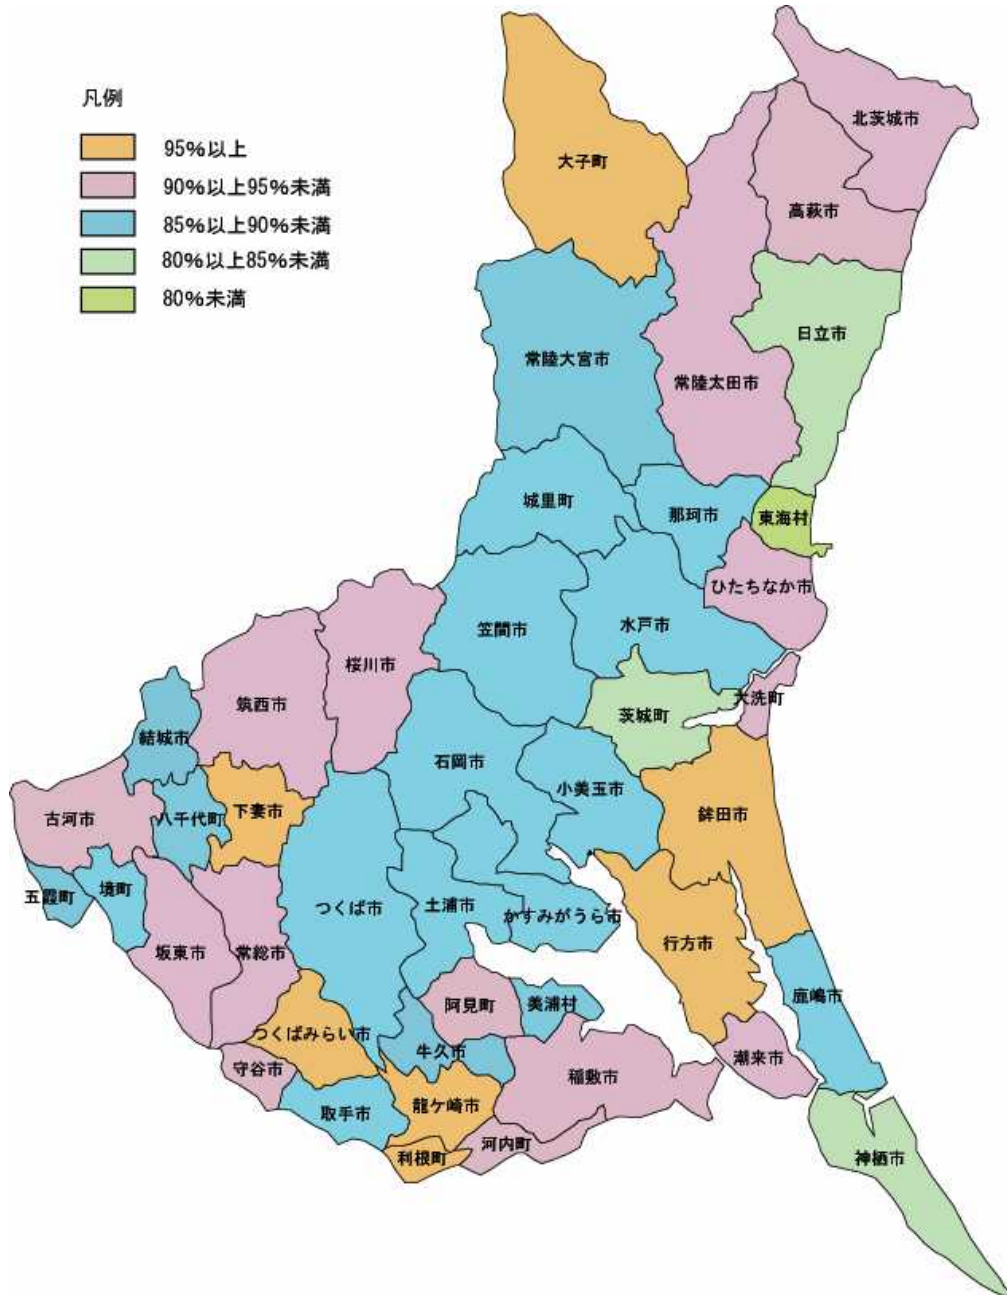 凡例
95%以上
90%以上95%未満
85%以上90%未満
80%以上85%未満
80%未満
北茨城市
大子町
高萩市
日立市
常陸大宮市
常陸太田市
城里町
那珂市
東海村
ひたちなか市
笠間市
水戸市
桜川市
筑西市
大洗町
茨城町
結城市
石岡市
小美玉市
古河市
八千代町
下妻市
鉾田市
五霞町
境町
つくば市
土浦市
かすみがうら市
行方市
坂東市
常総市
鹿嶋市
阿見町
美浦村
つくばみらい市
牛久市
守谷市
稲敷市
潮来市
取手市
龍ケ崎市
河内町
利根町
神栖市